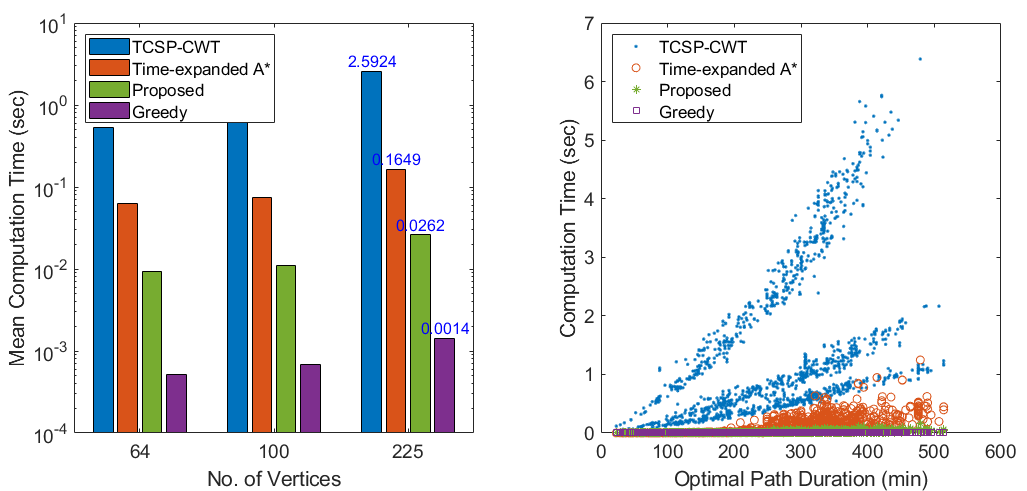 10^1
10^0
10^-1
10^-2
10^-3
10^-4
Mean Computation Time (sec)
TCSP-CWT
Time-expanded A*
Proposed
Greedy
2.5924
0.1649
0.0262
0.0014
64 100 225
No. of Vertices
7
6
5
4
3
2
1
0
Computation Time (sec)
TCSP-CWT
Time-expanded A*
Proposed
Greedy
0 100 200 300 400 500 600
Optimal Path Duration (min)